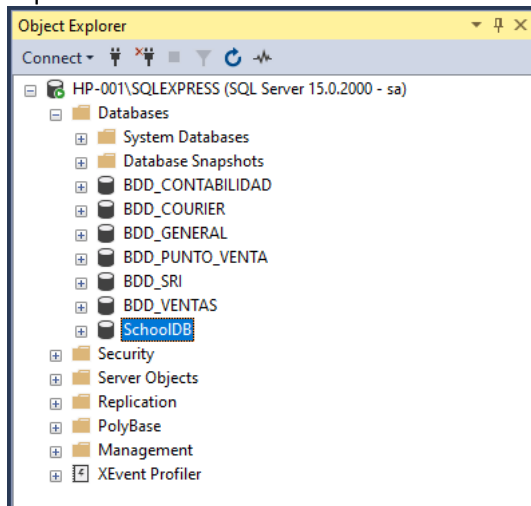 Object Explorer
Connect
HP-001\SQLEXPRESS (SQL Server 15.0.2000 - sa)
Databases
System Databases
Database Snapshots
BDD_CONTABILIDAD
BDD_COURIER
BDD_GENERAL
BDD_PUNTO_VENTA
BDD_SRI
BDD_VENTAS
SchoolDB
Security
Server Objects
Replication
PolyBase
Management
XEvent Profiler